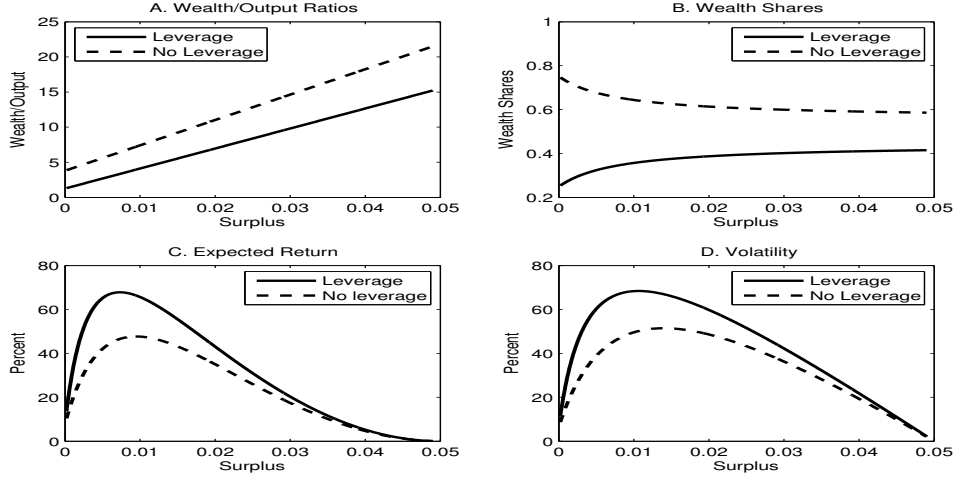 A. Wealth/Output Ratios
25
20
15
10
5
0
Wealth/Output
Leverage
No Leverage
0
0.01
0.02
0.03
0.04
0.05
Surplus
B. Wealth Shares
1
0.8
0.6
0.4
0.2
Wealth Shares
Leverage
No Leverage
0
0.01
0.02
0.03
0.04
0.05
Surplus
C. Expected Return
80
60
40
20
0
Percent
Leverage
No leverage
0
0.01
0.02
0.03
0.04
0.05
Surplus
D. Volatility
80
60
40
20
0
Percent
Leverage
No Leverage
0
0.01
0.02
0.03
0.04
0.05
Surplus